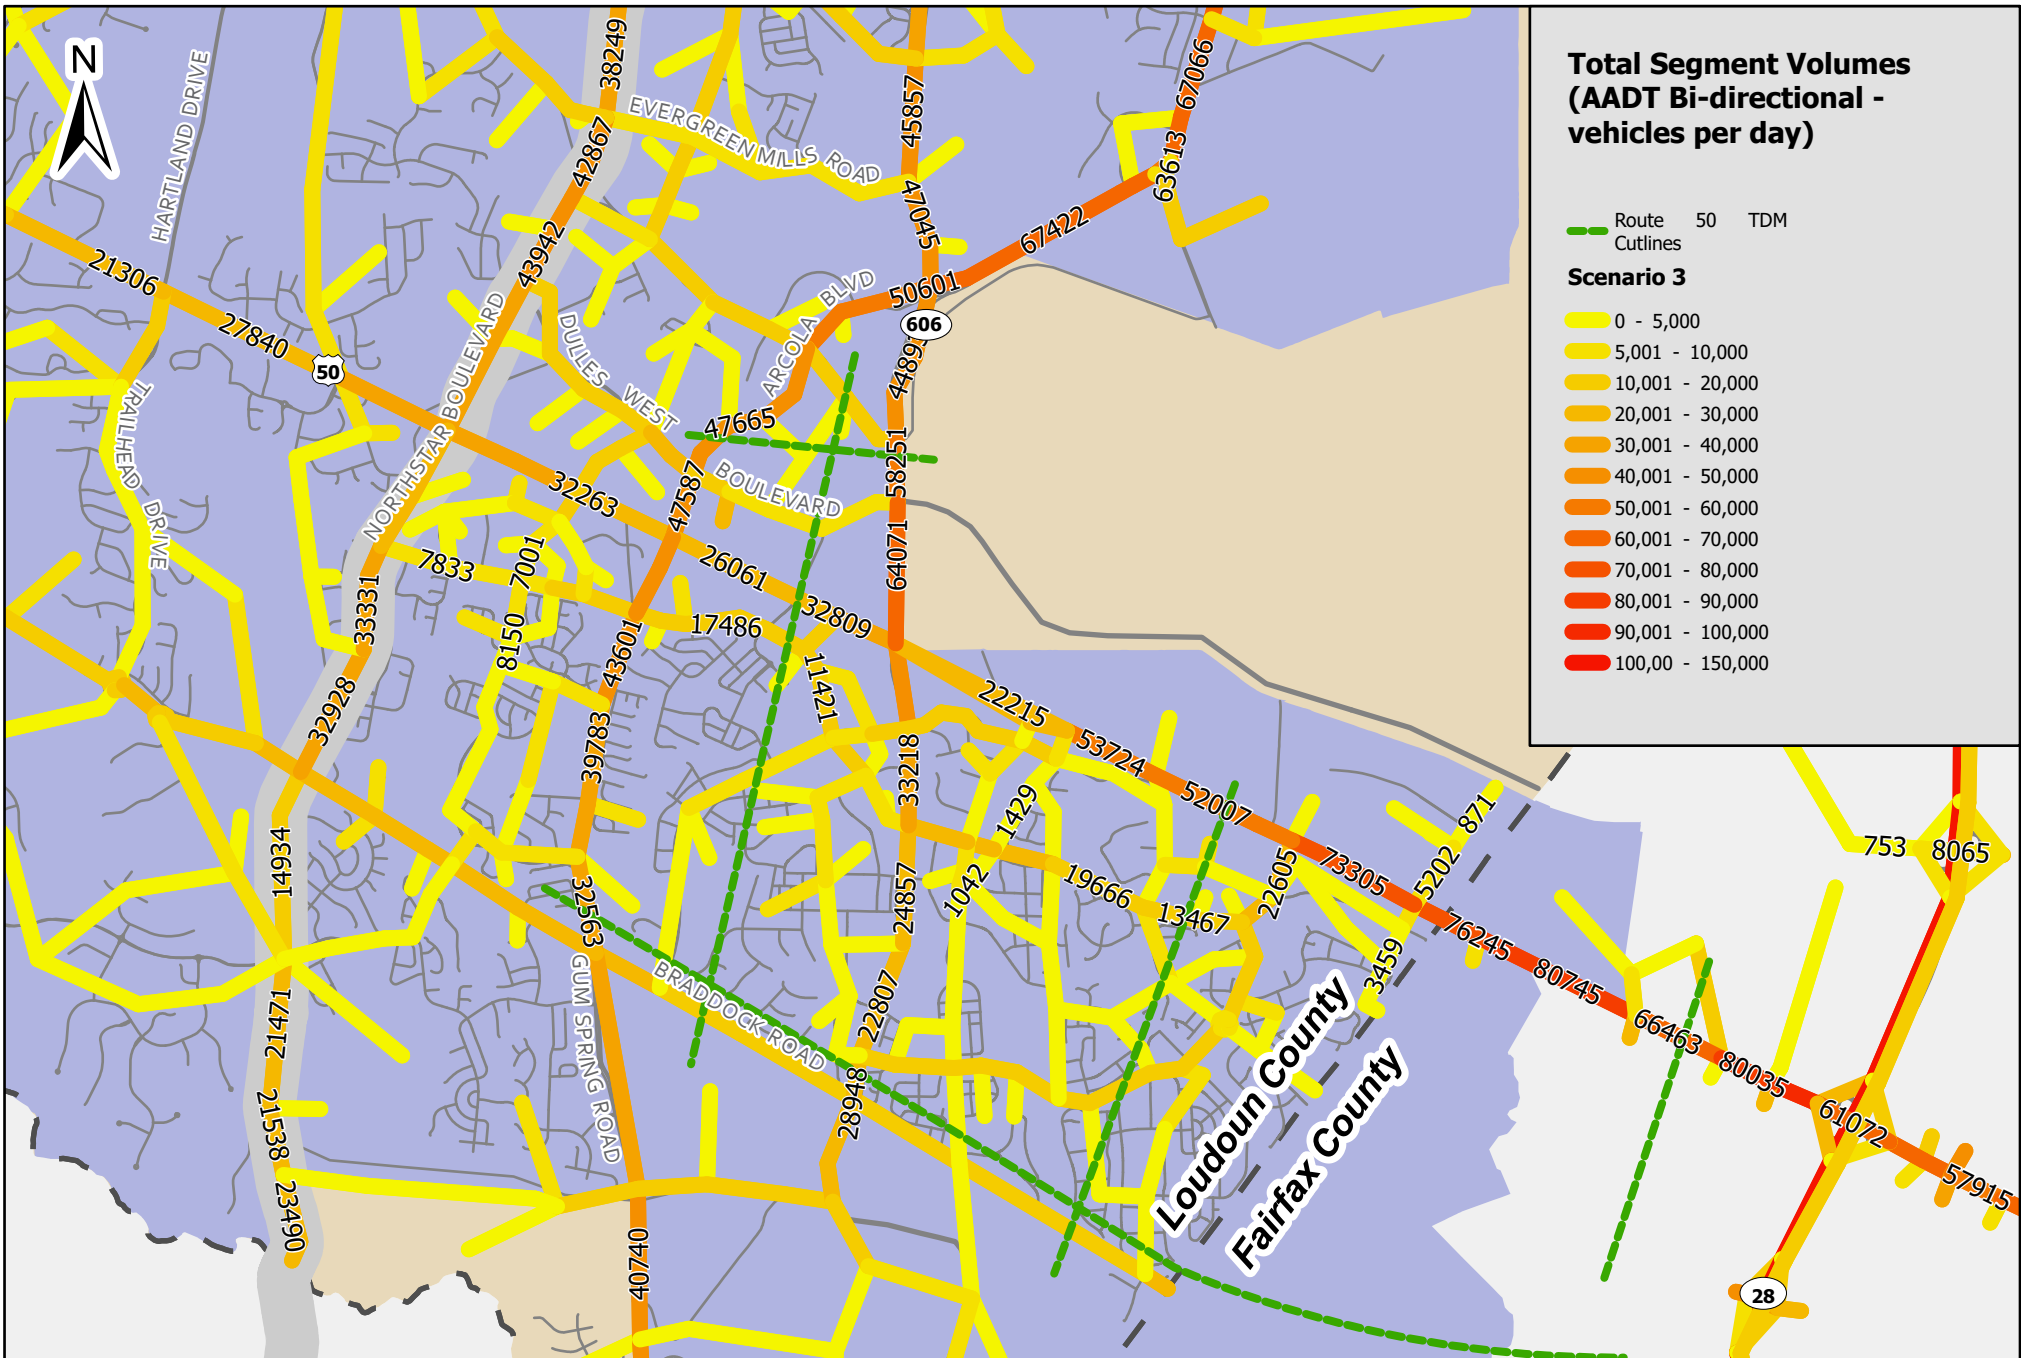 Total Segment Volumes
(AADT Bi-directional -
vehicles per day)
Route 50 TDM
Cutlines
Scenario 3
0 - 5,000
5,001 - 10,000
10,001 - 20,000
20,001 - 30,000
30,001 - 40,000
40,001 - 50,000
50,001 - 60,000
60,001 - 70,000
70,001 - 80,000
80,001 - 90,000
90,001 - 100,000
100,00 - 150,000
N
HARTLAND DRIVE
38249
EVERGREEN MILLS ROAD
45857
67066
42867
63613
47045
67422
21306
43942
50601
ARCOLA BLVD
606
27840
50
DULLES WEST BOULEVARD
NORTHSTAR BOULEVARD
TRAILHEAD DRIVE
47665
58251
32263
47587
64071
7833
7001
26061
32809
33331
17486
8150
43601
11421
32928
22215
39783
33218
53724
52007
1429
871
753
8065
14934
73305
5202
22605
19666
13467
1042
24857
32563
76245
80745
3459
GUM SPRING ROAD
BRADDOCK ROAD
22807
21471
66463
80035
61072
28948
21538
57915
23490
Loudoun County
Fairfax County
40740
28